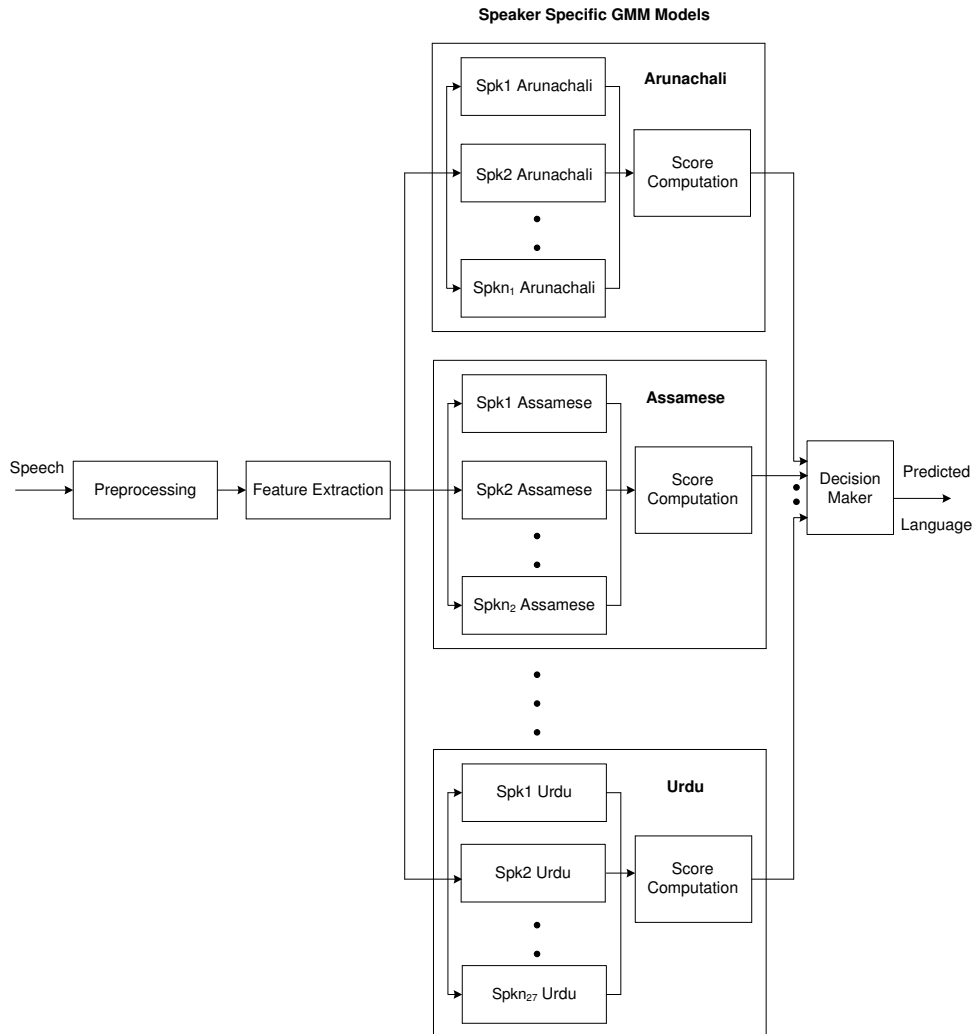 Speaker Specific GMM Models
Arunachali
Spk1 Arunachali
Spk2 Arunachali
Spkn₁ Arunachali
Score
Computation
Assamese
Spk1 Assamese
Spk2 Assamese
Spkn₂ Assamese
Score
Computation
Speech
Preprocessing
Feature Extraction
Decision
Maker
Predicted
Language
Urdu
Spk1 Urdu
Spk2 Urdu
Spkn₂₇ Urdu
Score
Computation